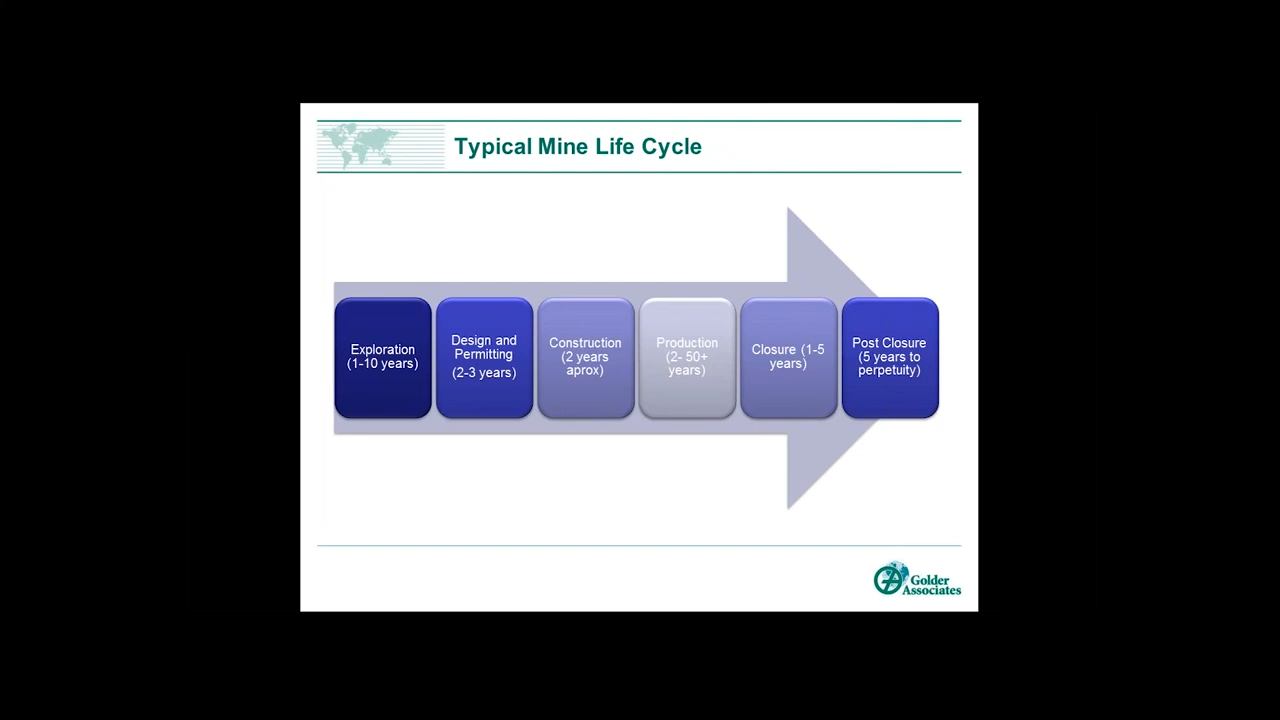 Typical Mine Life Cycle
Exploration
(1-10 years)
Design and
Permitting
(2-3 years)
Construction
(2 years
aprox)
Production
(2- 50+
years)
Closure (1-5
years)
Post Closure
(5 years to
perpetuity)
Golder
Associates